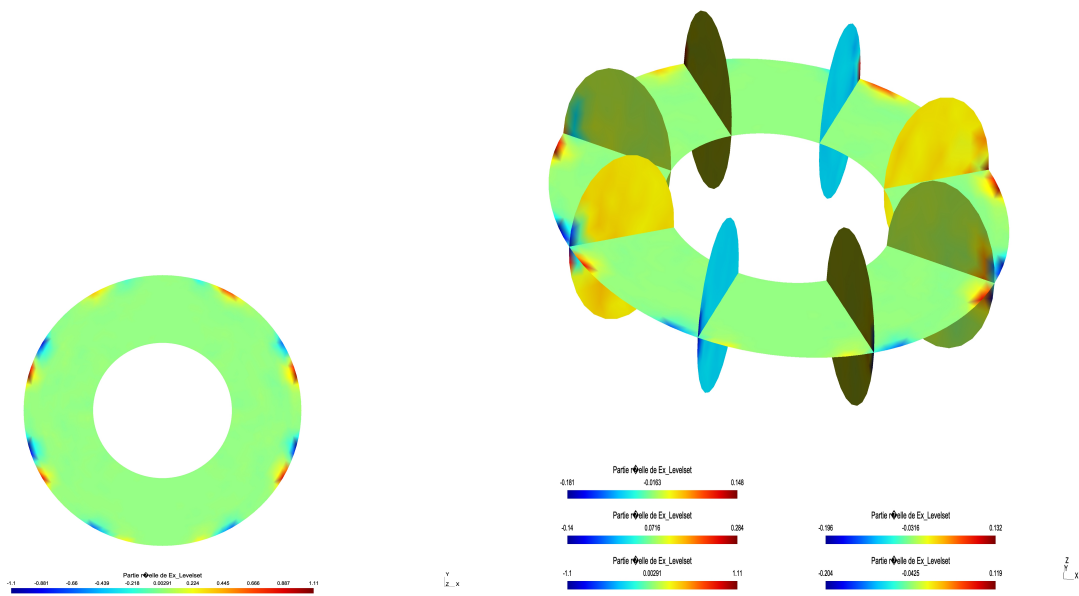 Partie r�elle de Ex_Levelset
-1.1 -0.881 -0.66 -0.439 -0.218 0.00291 0.224 0.445 0.666 0.887 1.11
Y
Z X
Partie r�elle de Ex_Levelset
-0.181 -0.0163 0.148
Partie r�elle de Ex_Levelset
-0.14 0.0716 0.284
Partie r�elle de Ex_Levelset
-1.1 0.00291 1.11
Partie r�elle de Ex_Levelset
-0.196 -0.0316 0.132
Partie r�elle de Ex_Levelset
-0.204 -0.0425 0.119
Z
Y
X